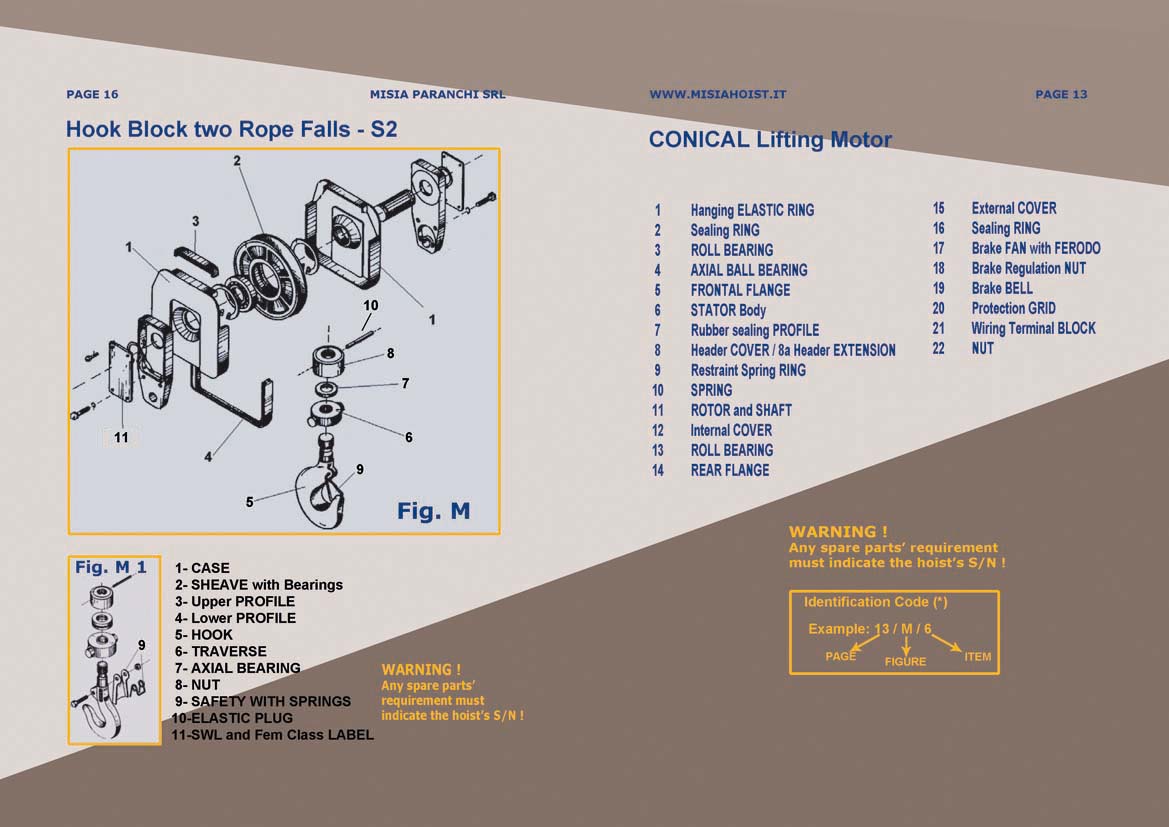 PAGE 16
MISIA PARANCHI SRL
Hook Block two Rope Falls - S2
2
3
1
1
10
8
7
6
11
4
9
5
Fig. M
Fig. M 1
9
1- CASE
2- SHEAVE with Bearings
3- Upper PROFILE
4- Lower PROFILE
5- HOOK
6- TRAVERSE
7- AXIAL BEARING
8- NUT
9- SAFETY WITH SPRINGS
10-ELASTIC PLUG
11-SWL and Fem Class LABEL
WARNING !
Any spare parts’
requirement must
indicate the hoist’s S/N !
WWW.MISIAHOIST.IT
PAGE 13
CONICAL Lifting Motor
1 Hanging ELASTIC RING
2 Sealing RING
3 ROLL BEARING
4 AXIAL BALL BEARING
5 FRONTAL FLANGE
6 STATOR Body
7 Rubber sealing PROFILE
8 Header COVER / 8a Header EXTENSION
9 Restraint Spring RING
10 SPRING
11 ROTOR and SHAFT
12 Internal COVER
13 ROLL BEARING
14 REAR FLANGE
15 External COVER
16 Sealing RING
17 Brake FAN with FERODO
18 Brake Regulation NUT
19 Brake BELL
20 Protection GRID
21 Wiring Terminal BLOCK
22 NUT
WARNING !
Any spare parts’ requirement
must indicate the hoist’s S/N !
Identification Code (*)
Example: 13 / M / 6
PAGE
FIGURE
ITEM